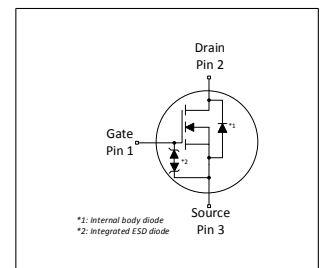 Drain
Pin 2
*1
Gate
Pin 1
*2
Source
Pin 3
*1: Internal body diode
*2: Integrated ESD diode